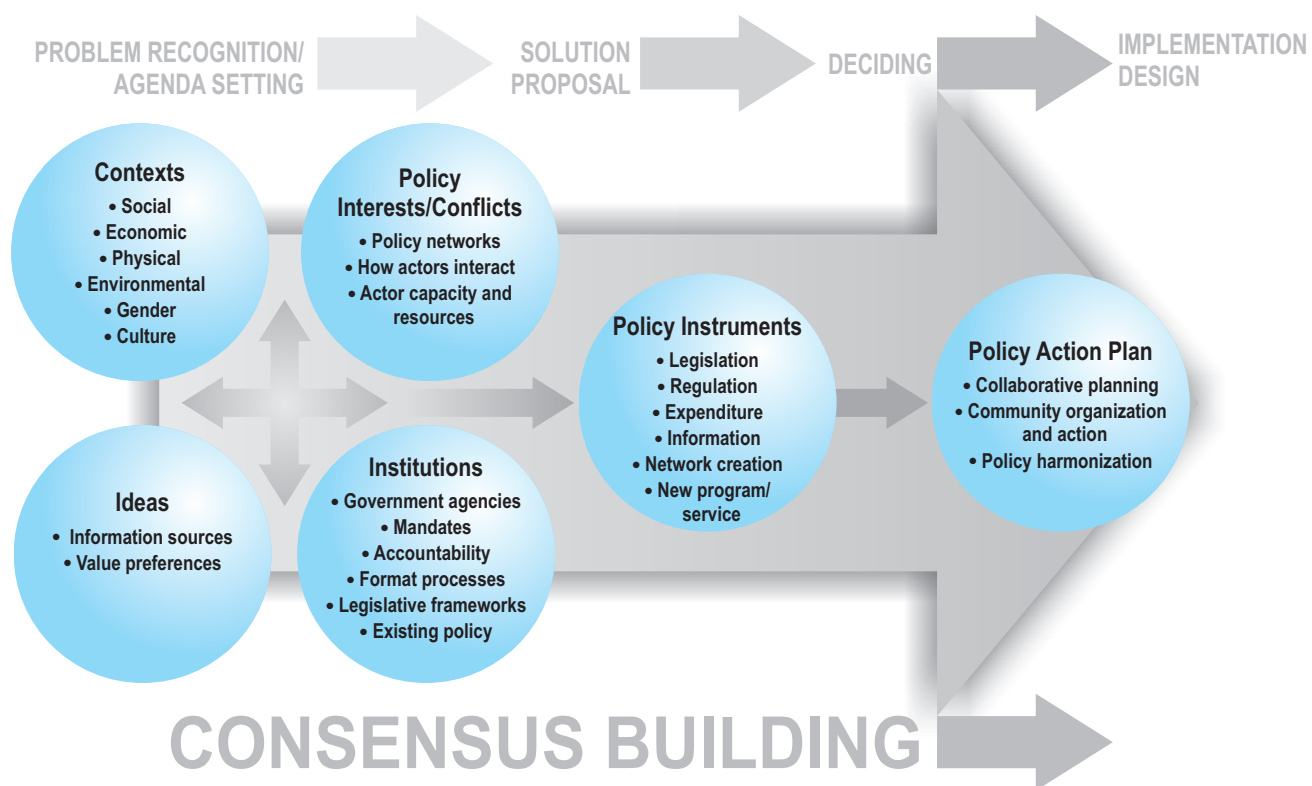 PROBLEM RECOGNITION/
AGENDA SETTING
SOLUTION
PROPOSAL
DECIDING
IMPLEMENTATION
DESIGN
Contexts
• Social
• Economic
• Physical
• Environmental
• Gender
• Culture
Policy
Interests/Conflicts
• Policy networks
• How actors interact
• Actor capacity and
resources
Ideas
• Information sources
• Value preferences
Institutions
• Government agencies
• Mandates
• Accountability
• Format processes
• Legislative frameworks
• Existing policy
Policy Instruments
• Legislation
• Regulation
• Expenditure
• Information
• Network creation
• New program/
service
Policy Action Plan
• Collaborative planning
• Community organization
and action
• Policy harmonization
CONSENSUS BUILDING